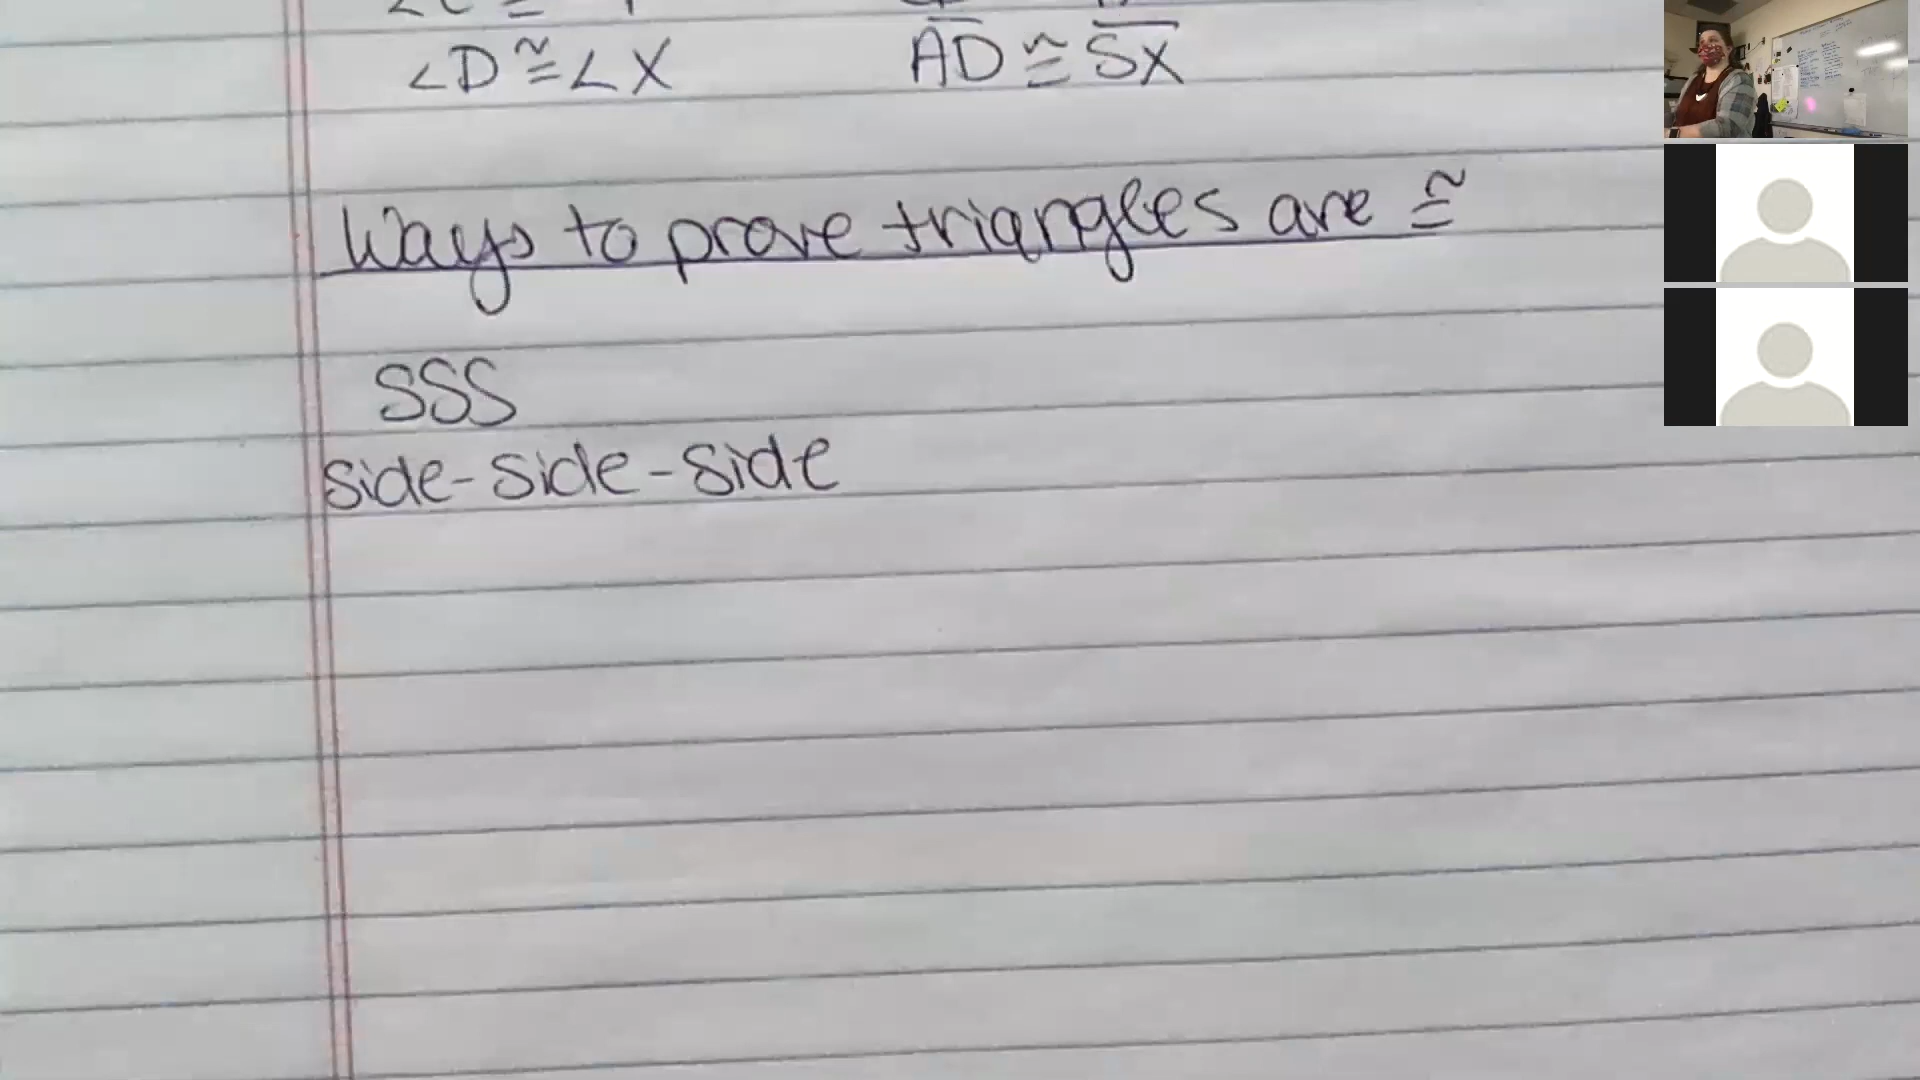 ∠D ≅ ∠X
AD ≅ SX
Ways to prove triangles are ≅
SSS
side-side-side